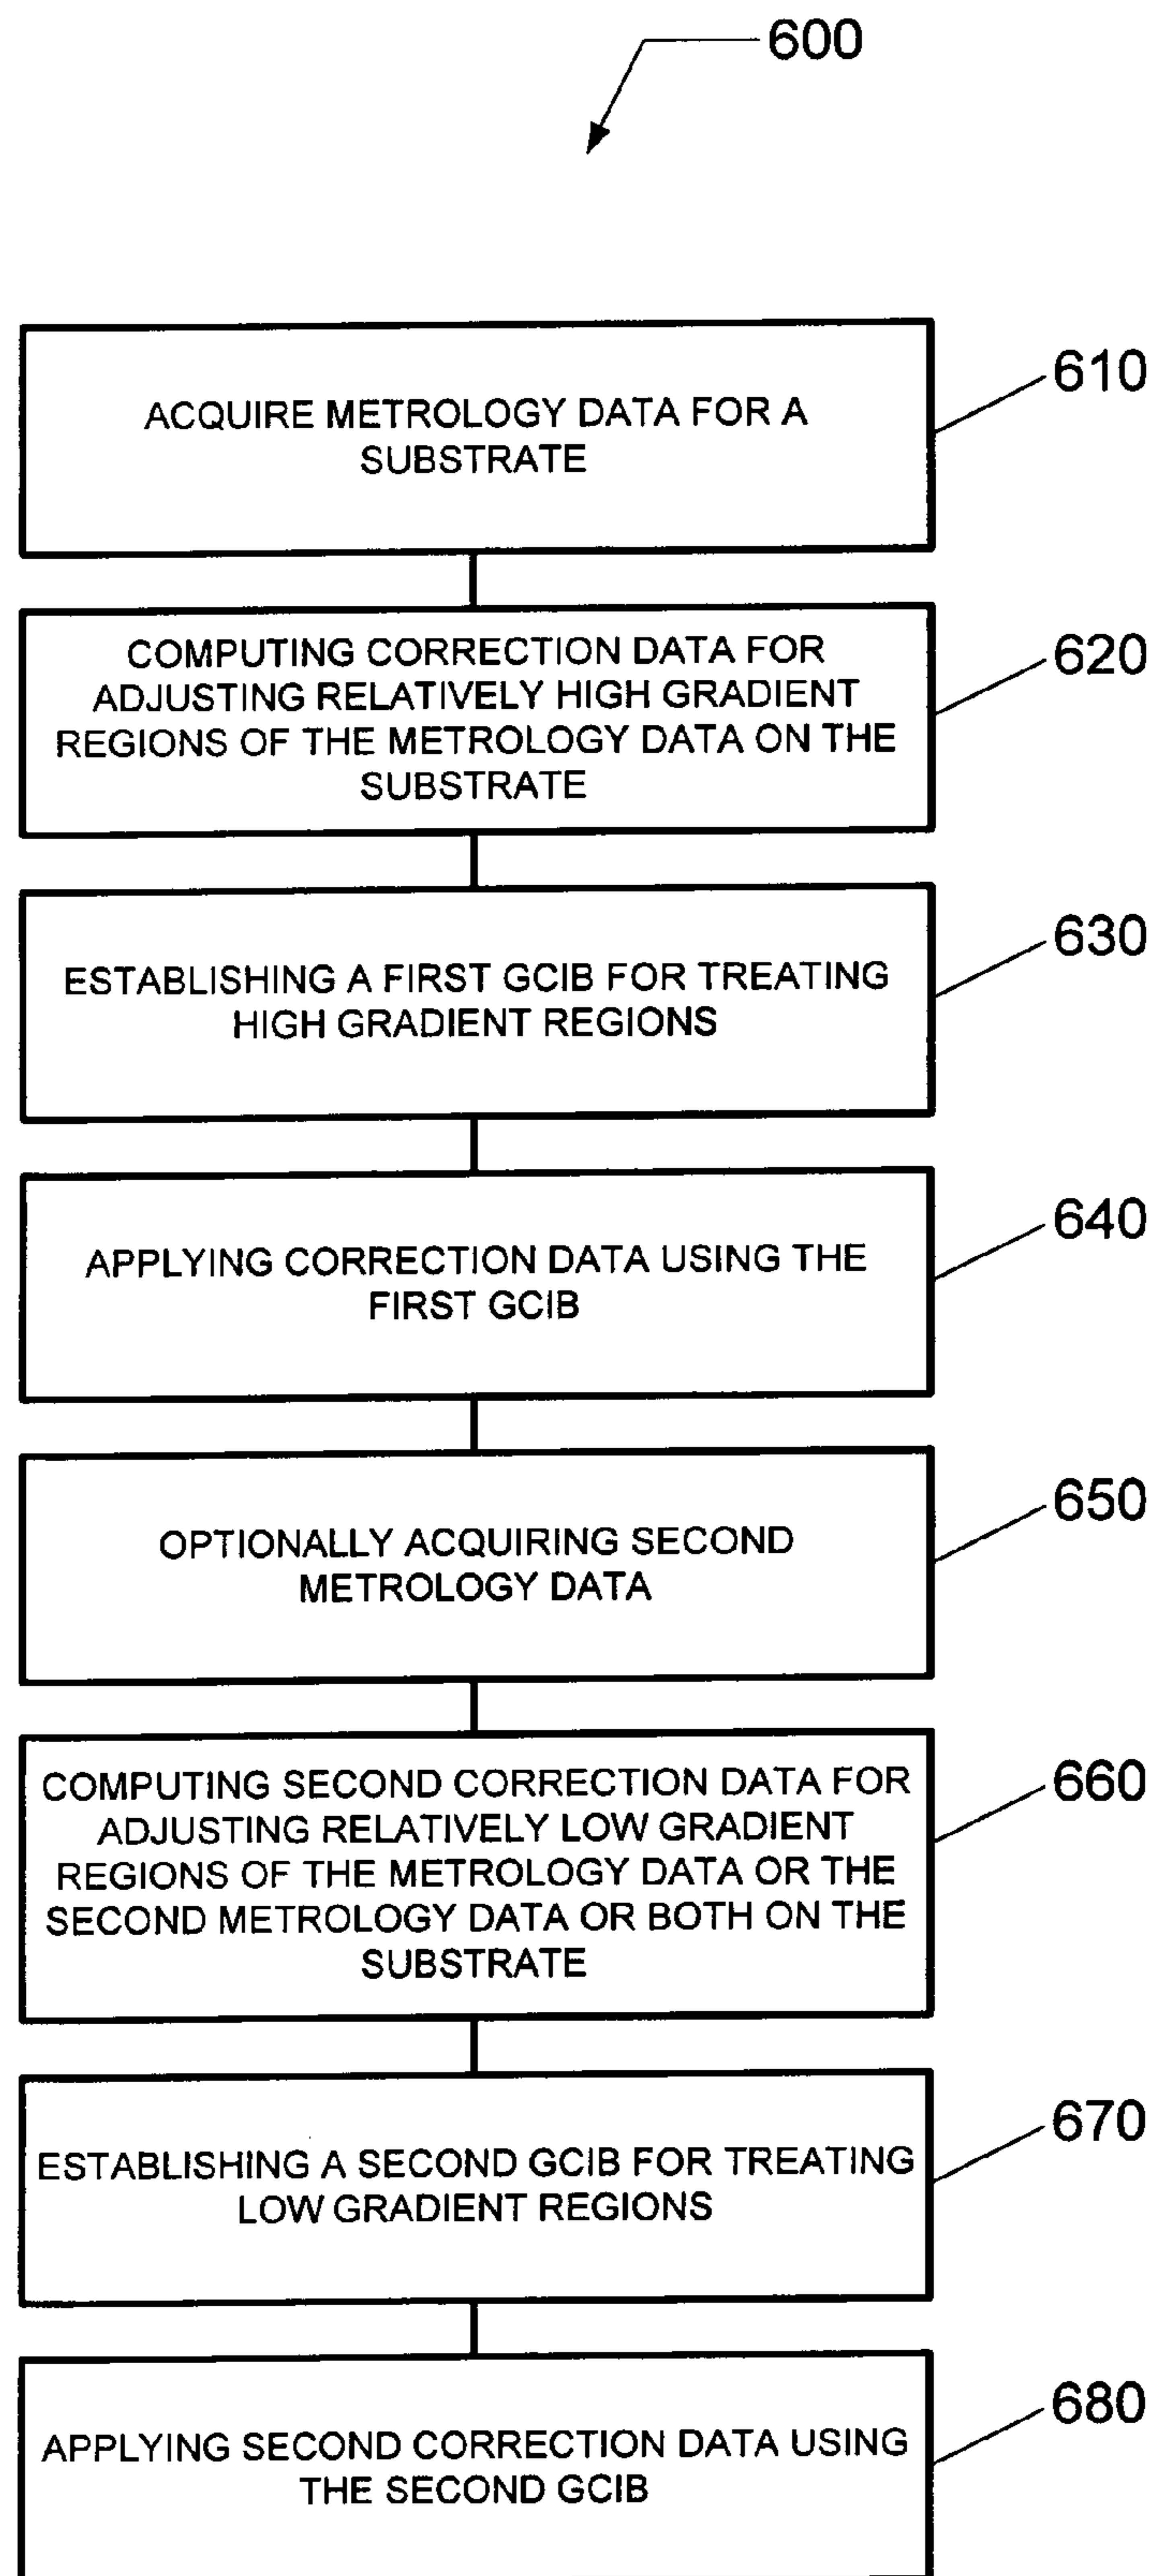 600
ACQUIRE METROLOGY DATA FOR A
SUBSTRATE
610
COMPUTING CORRECTION DATA FOR
ADJUSTING RELATIVELY HIGH GRADIENT
REGIONS OF THE METROLOGY DATA ON THE
SUBSTRATE
620
ESTABLISHING A FIRST GCIB FOR TREATING
HIGH GRADIENT REGIONS
630
APPLYING CORRECTION DATA USING THE
FIRST GCIB
640
OPTIONALLY ACQUIRING SECOND
METROLOGY DATA
650
COMPUTING SECOND CORRECTION DATA FOR
ADJUSTING RELATIVELY LOW GRADIENT
REGIONS OF THE METROLOGY DATA OR THE
SECOND METROLOGY DATA OR BOTH ON THE
SUBSTRATE
660
ESTABLISHING A SECOND GCIB FOR TREATING
LOW GRADIENT REGIONS
670
APPLYING SECOND CORRECTION DATA USING
THE SECOND GCIB
680